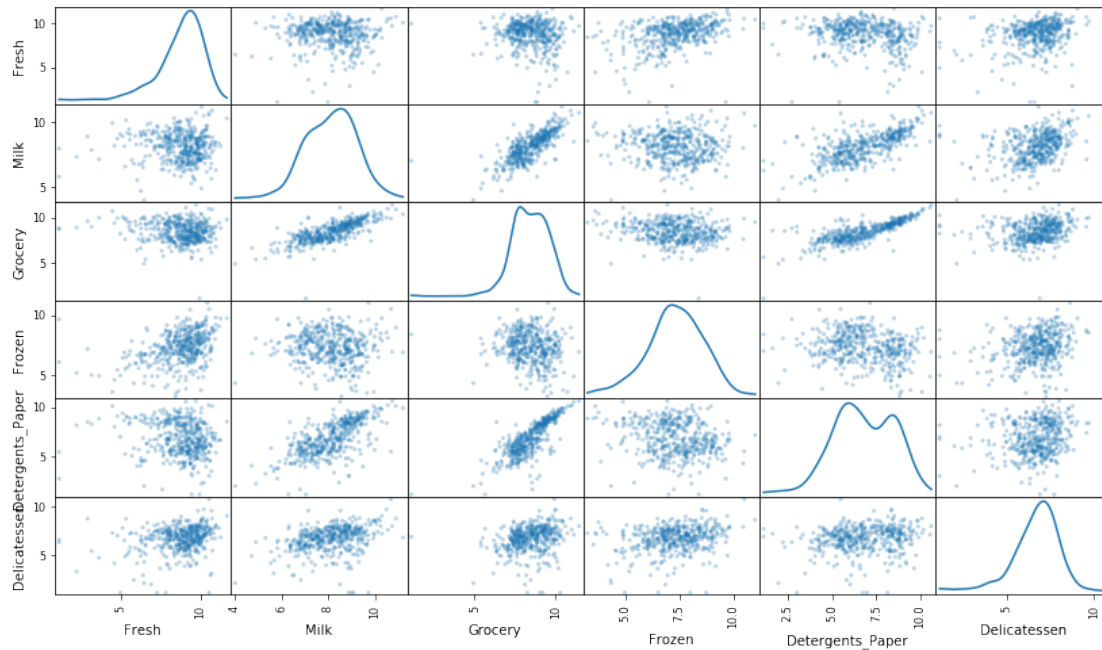 Fresh
10
5
Milk
10
5
Grocery
10
5
Frozen
10
5
Detergents_Paper
10
5
Delicatessen
10
5
5 10 4 6 8 10 5 10 5.0 7.5 10.0 2.5 5.0 7.5 10.0 5 10
Fresh Milk Grocery Frozen Detergents_Paper Delicatessen